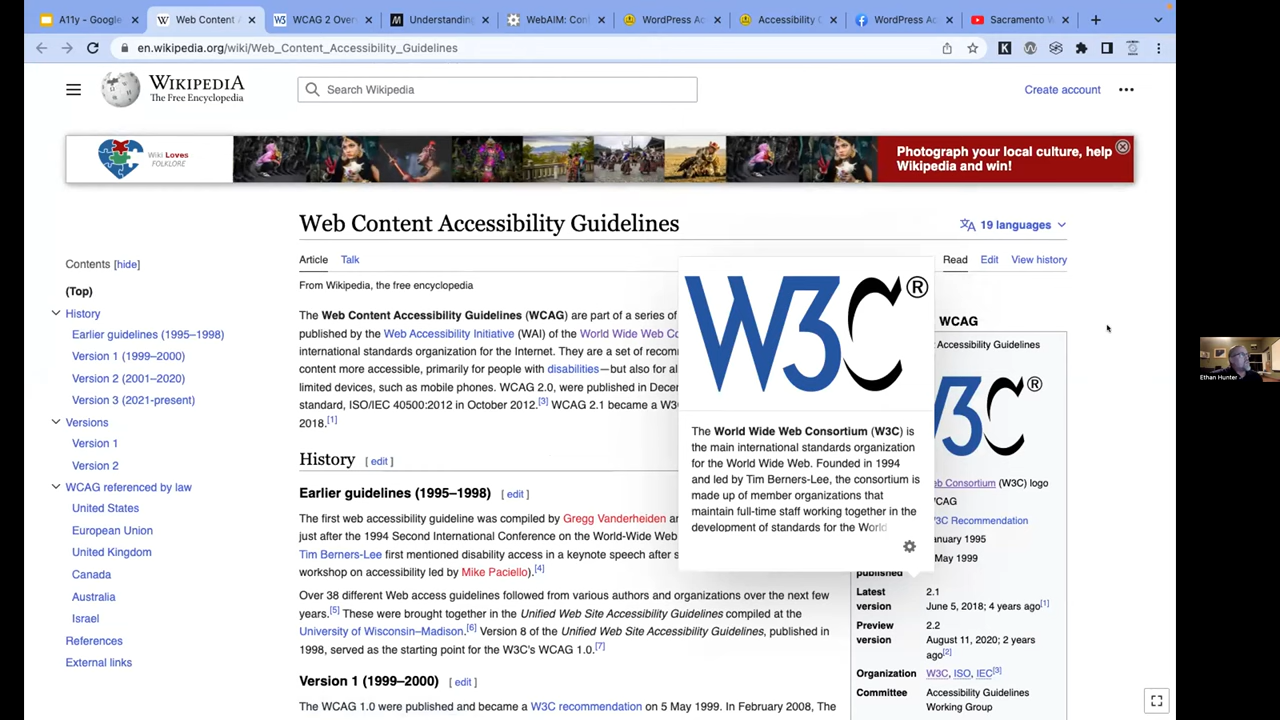 A11y - Google
Web Content A
WCAG 2 Over
Understanding
WebAIM: Con
WordPress Ac
Accessibility C
WordPress Ac
Sacramento W
en.wikipedia.org/wiki/Web_Content_Accessibility_Guidelines
WIKIPEDIA
The Free Encyclopedia
Search Wikipedia
Create account
Wiki Loves
FOLKLORE
Photograph your local culture, help
Wikipedia and win!
Web Content Accessibility Guidelines
19 languages
Contents [hide]
(Top)
History
Earlier guidelines (1995–1998)
Version 1 (1999–2000)
Version 2 (2001–2020)
Version 3 (2021-present)
Versions
Version 1
Version 2
WCAG referenced by law
United States
European Union
United Kingdom
Canada
Australia
Israel
References
External links
Article Talk
Read Edit View history
From Wikipedia, the free encyclopedia
The Web Content Accessibility Guidelines (WCAG) are part of a series of
published by the Web Accessibility Initiative (WAI) of the World Wide Web Co
international standards organization for the Internet. They are a set of recom
content more accessible, primarily for people with disabilities—but also for al
limited devices, such as mobile phones. WCAG 2.0, were published in Decen
standard, ISO/IEC 40500:2012 in October 2012.[3] WCAG 2.1 became a W3C
2018.[1]
History [ edit ]
Earlier guidelines (1995–1998) [ edit ]
The first web accessibility guideline was compiled by Gregg Vanderheiden an
just after the 1994 Second International Conference on the World-Wide Web
Tim Berners-Lee first mentioned disability access in a keynote speech after s
workshop on accessibility led by Mike Paciello).[4]
Over 38 different Web access guidelines followed from various authors and organizations over the next few
years.[5] These were brought together in the Unified Web Site Accessibility Guidelines compiled at the
University of Wisconsin–Madison.[6] Version 8 of the Unified Web Site Accessibility Guidelines, published in
1998, served as the starting point for the W3C's WCAG 1.0.[7]
Version 1 (1999–2000) [ edit ]
The WCAG 1.0 were published and became a W3C recommendation on 5 May 1999. In February 2008, The
W3C®
The World Wide Web Consortium (W3C) is
the main international standards organization
for the World Wide Web. Founded in 1994
and led by Tim Berners-Lee, the consortium is
made up of member organizations that
maintain full-time staff working together in the
development of standards for the World
WCAG
Accessibility Guidelines
3C®
eb Consortium (W3C) logo
CAG
3C Recommendation
anuary 1995
May 1999
published
Latest version
2.1
June 5, 2018; 4 years ago[1]
Preview version
2.2
August 11, 2020; 2 years ago[2]
Organization W3C, ISO, IEC[3]
Committee Accessibility Guidelines
Working Group
Ethan Hunter